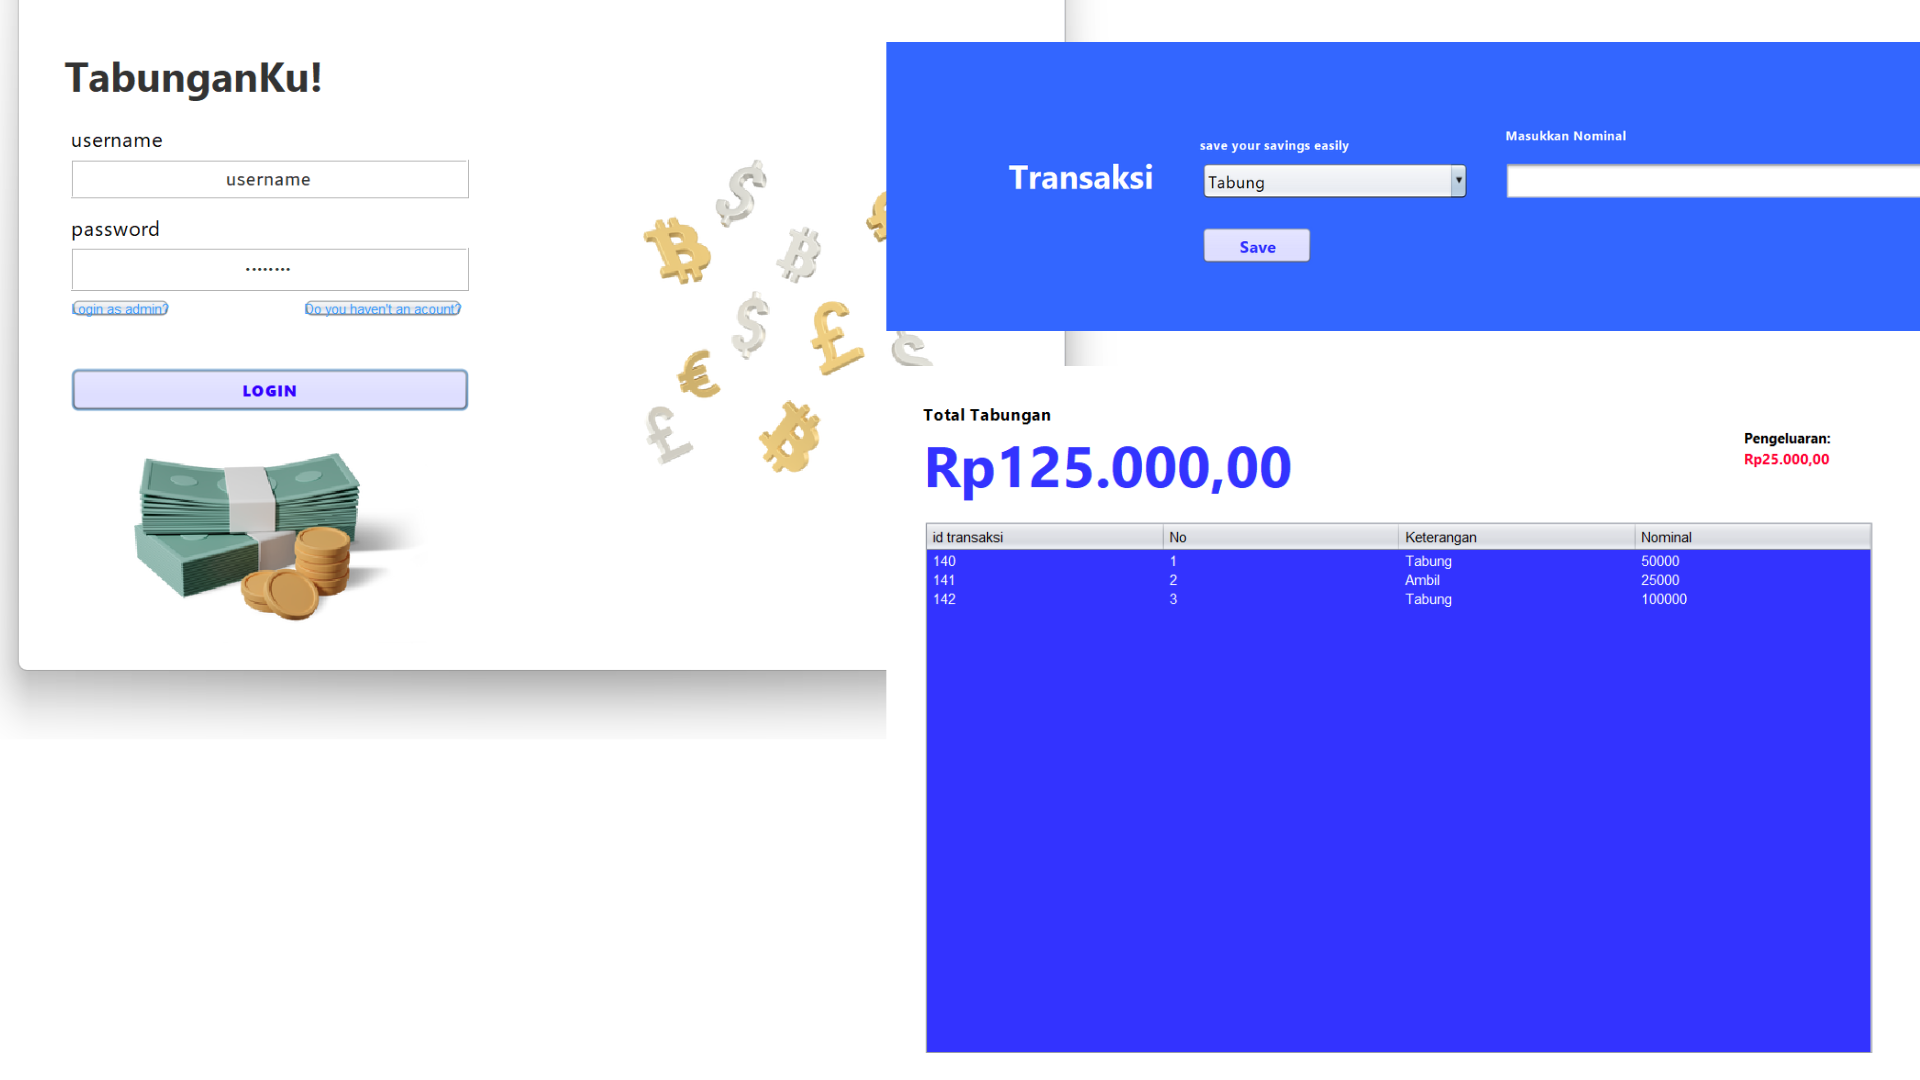 TabunganKu!
username
username
password
••••••••
Login as admin?
Do you haven't an acount?
LOGIN
Transaksi
save your savings easily
Tabung
Save
Masukkan Nominal
Total Tabungan
Rp125.000,00
Pengeluaran:
Rp25.000,00
id transaksi No Keterangan Nominal
140 1 Tabung 50000
141 2 Ambil 25000
142 3 Tabung 100000